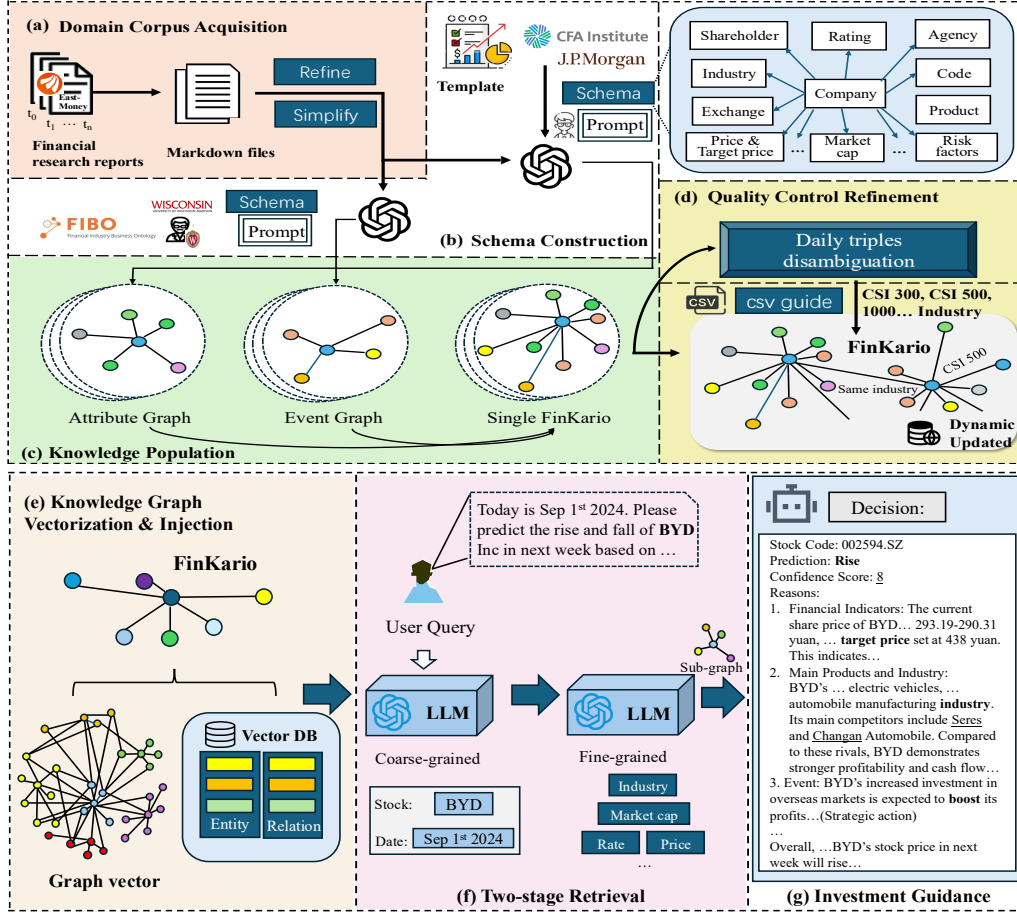 (a) Domain Corpus Acquisition
East-
Money
t0
t1 ... tn
Financial
research reports
Markdown files
Refine
Simplify
Template
CFA Institute
J.P.Morgan
Schema
Prompt
Shareholder
Rating
Agency
Industry
Code
Company
Exchange
Product
Price &
Target price
...
Market
cap
...
Risk
factors
FIBO
Financial Industry Business Ontology
WISCONSIN
Schema
Prompt
(b) Schema Construction
(d) Quality Control Refinement
Daily triples
disambiguation
CSV
csv guide
CSI 300, CSI 500,
1000… Industry
FinKario
CSI 500
Same industry
Dynamic
Updated
Attribute Graph
Event Graph
Single FinKario
(c) Knowledge Population
(e) Knowledge Graph
Vectorization & Injection
FinKario
Vector DB
Entity
Relation
Graph vector
Today is Sep 1st 2024. Please
predict the rise and fall of BYD
Inc in next week based on …
User Query
LLM
LLM
Sub-graph
Coarse-grained
Fine-grained
Stock:
BYD
Date:
Sep 1st 2024
Industry
Market cap
Rate
Price
…
(f) Two-stage Retrieval
Decision:
Stock Code: 002594.SZ
Prediction: Rise
Confidence Score: 8
Reasons:
1. Financial Indicators: The current
share price of BYD… 293.19-290.31
yuan, … target price set at 438 yuan.
This indicates…
2. Main Products and Industry:
BYD's … electric vehicles, …
automobile manufacturing industry.
Its main competitors include Seres
and Changan Automobile. Compared
to these rivals, BYD demonstrates
stronger profitability and cash flow…
3. Event: BYD's increased investment in
overseas markets is expected to boost its
profits…(Strategic action)
…
Overall, …BYD's stock price in next
week will rise…
(g) Investment Guidance